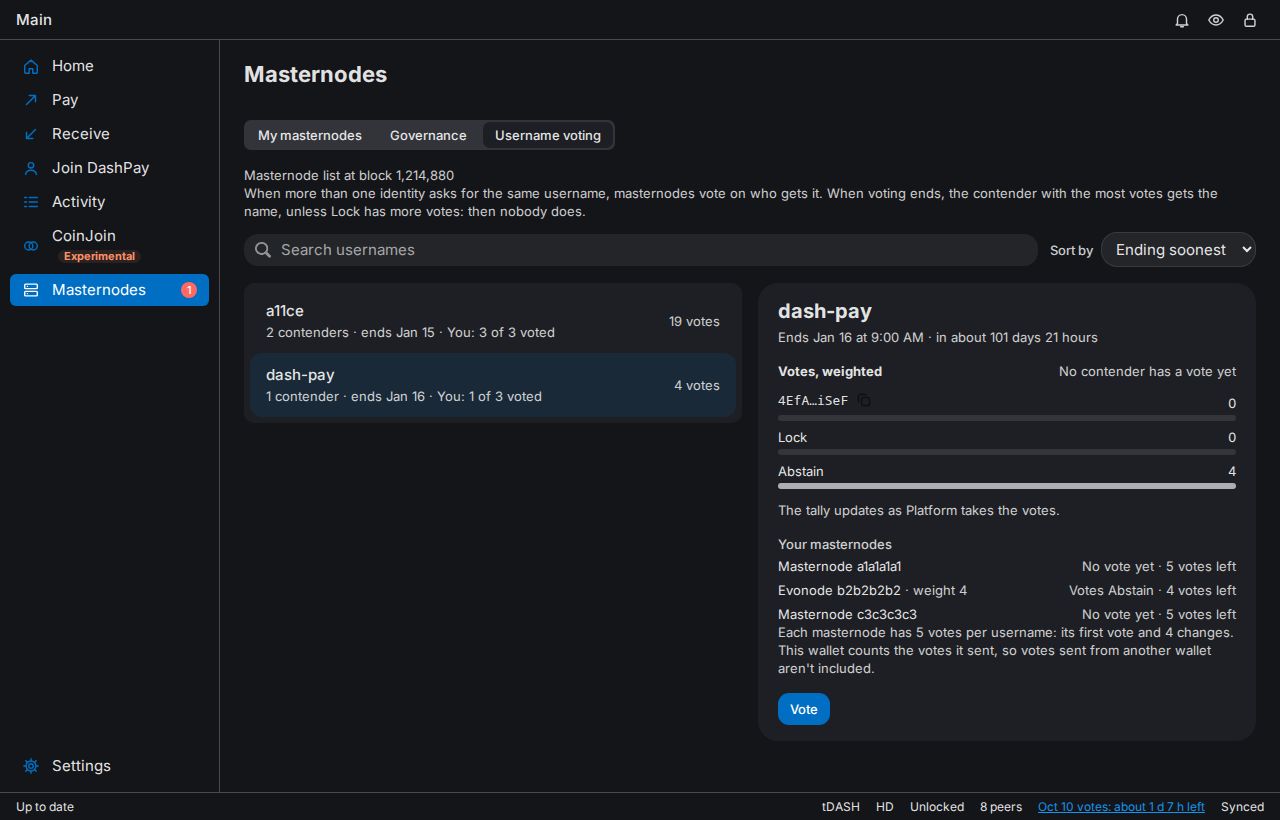 Main
Home
Pay
Receive
Join DashPay
Activity
CoinJoin
Experimental
Masternodes 1
Settings
Masternodes
My masternodes Governance Username voting
Masternode list at block 1,214,880
When more than one identity asks for the same username, masternodes vote on who gets it. When voting ends, the contender with the most votes gets the
name, unless Lock has more votes: then nobody does.
Search usernames Sort by Ending soonest
a11ce
2 contenders · ends Jan 15 · You: 3 of 3 voted 19 votes
dash-pay
1 contender · ends Jan 16 · You: 1 of 3 voted 4 votes
dash-pay
Ends Jan 16 at 9:00 AM · in about 101 days 21 hours
Votes, weighted No contender has a vote yet
4EfA…iSeF 0
Lock 0
Abstain 4
The tally updates as Platform takes the votes.
Your masternodes
Masternode a1a1a1a1 No vote yet · 5 votes left
Evonode b2b2b2b2 · weight 4 Votes Abstain · 4 votes left
Masternode c3c3c3c3 No vote yet · 5 votes left
Each masternode has 5 votes per username: its first vote and 4 changes.
This wallet counts the votes it sent, so votes sent from another wallet
aren't included.
Vote
Up to date tDASH HD Unlocked 8 peers Oct 10 votes: about 1 d 7 h left Synced